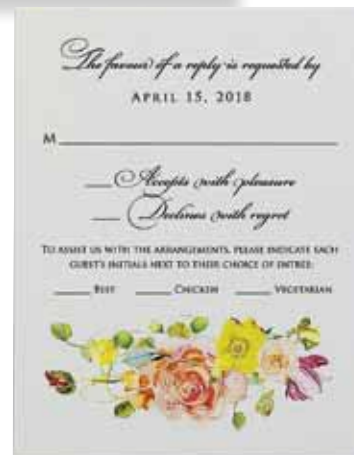 The favour of a reply is requested by
April 15, 2018
M
Accepts with pleasure
Declines with regret
To assist us with the arrangements, please indicate each
guest's initials next to their choice of entree:
Beef Chicken Vegetarian